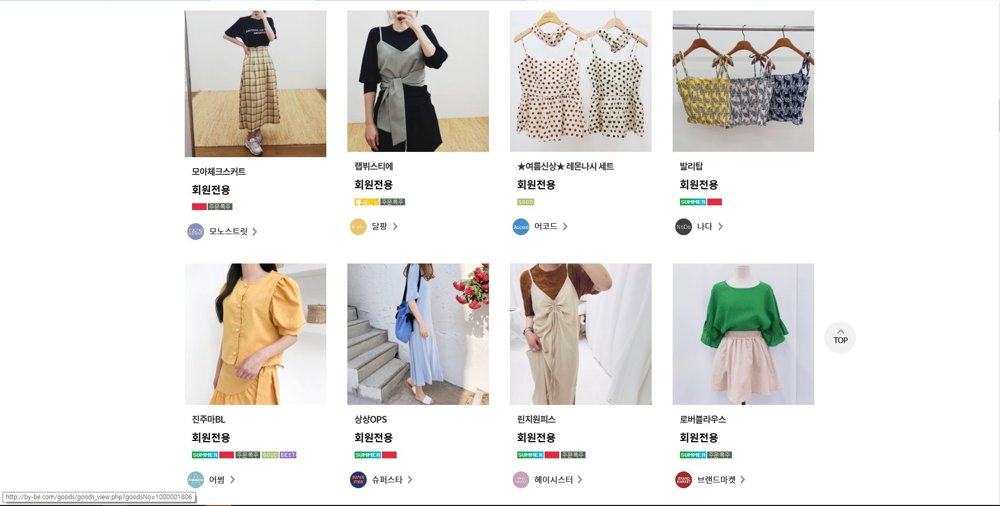 모아체크스커트
회원전용
주문폭주
mono street
모노스트릿
랩뷔스티에
회원전용
봄신상 주문폭주
달팡
★여름신상★ 레몬나시 세트
회원전용
GOOD
Accord
어코드
발리탑
회원전용
SUMMER
NaDa
나다
진주마BL
회원전용
SUMMER 주문폭주 GOOD BEST
Awesome
어썸
상상OPS
회원전용
SUMMER
SUPER STAR
슈퍼스타
린지원피스
회원전용
SUMMER 주문폭주
Hey, SISTER
헤이시스터
로버블라우스
회원전용
SUMMER 주문폭주
BRAND MARKET
브랜드마켓
TOP
http://by-be.com/goods/goods_view.php?goodsNo=1000001806